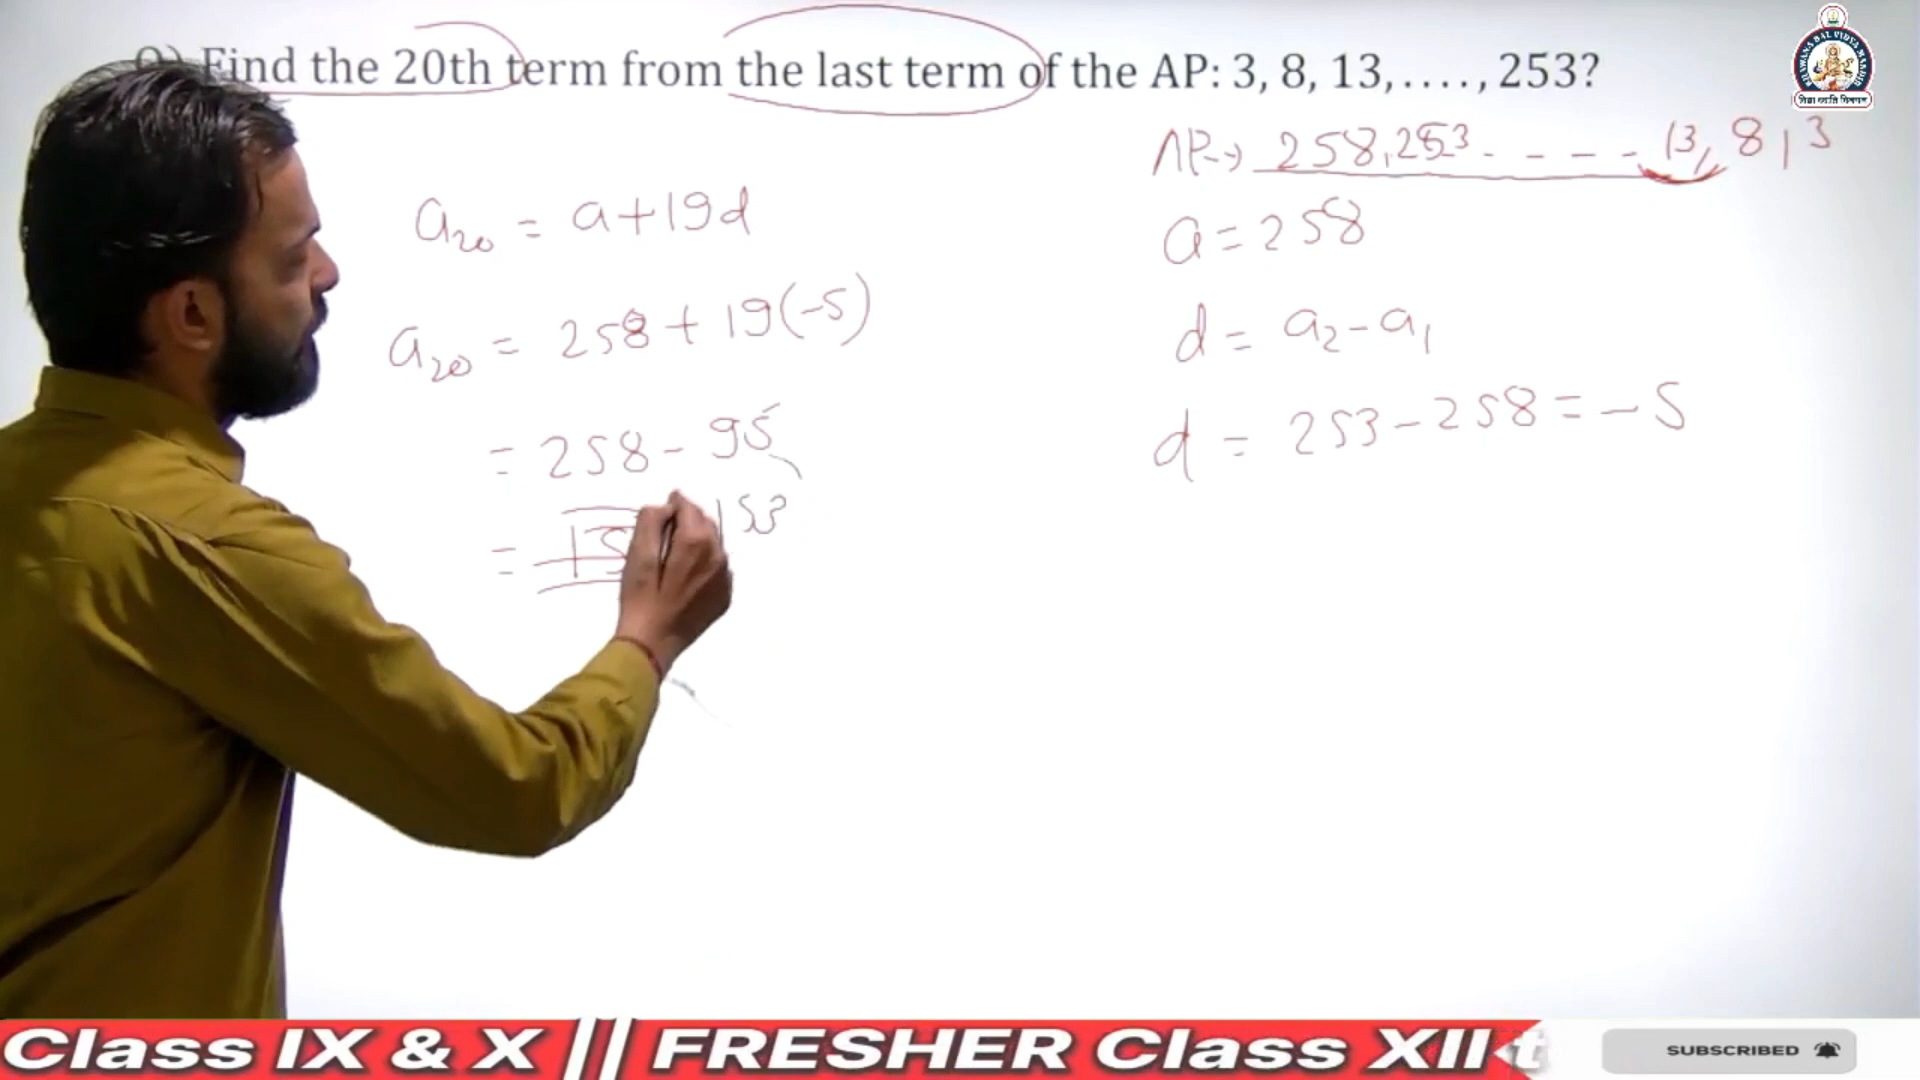 Find the 20th term from the last term of the AP: 3, 8, 13, . . . . , 253?
AP→ 258, 253 - - - - 13, 8, 3
a₂₀ = a+19d
a = 258
a₂₀ = 258 + 19(-5)
d = a₂ - a₁
= 258 - 95
d = 253 - 258 = -5
153
=
Class IX & X || FRESHER Class XII
SUBSCRIBED